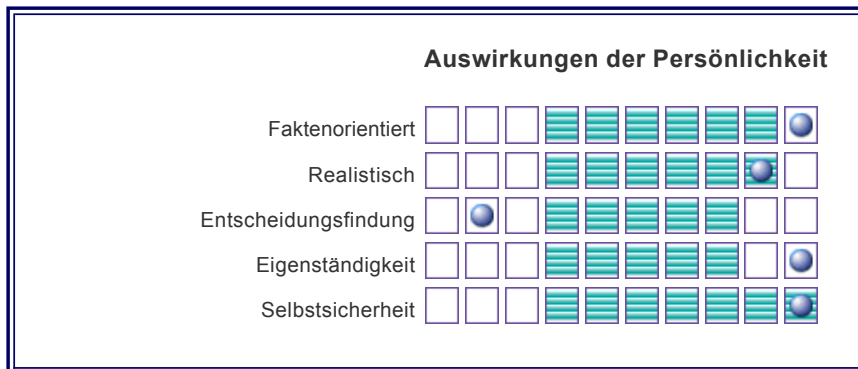 Auswirkungen der Persönlichkeit
Faktenorientiert
Realistisch
Entscheidungsfindung
Eigenständigkeit
Selbstsicherheit